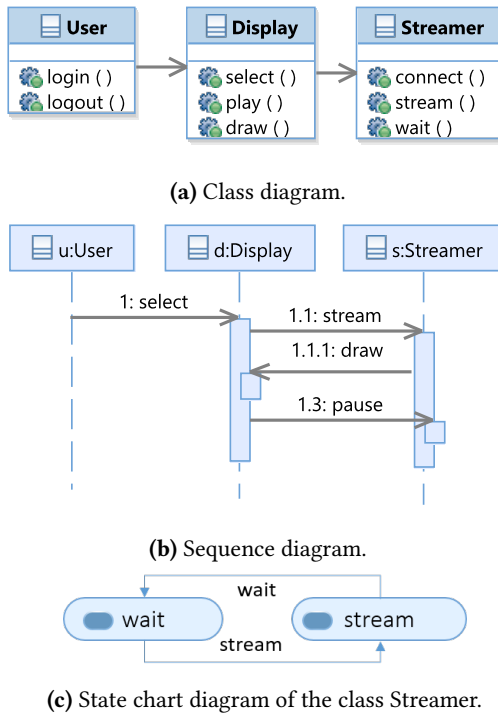 User
Display
Streamer
login ( )
logout ( )
select ( )
play ( )
draw ( )
connect ( )
stream ( )
wait ( )
(a) Class diagram.
u:User
d:Display
s:Streamer
1: select
1.1: stream
1.1.1: draw
1.3: pause
(b) Sequence diagram.
wait
wait
stream
stream
(c) State chart diagram of the class Streamer.